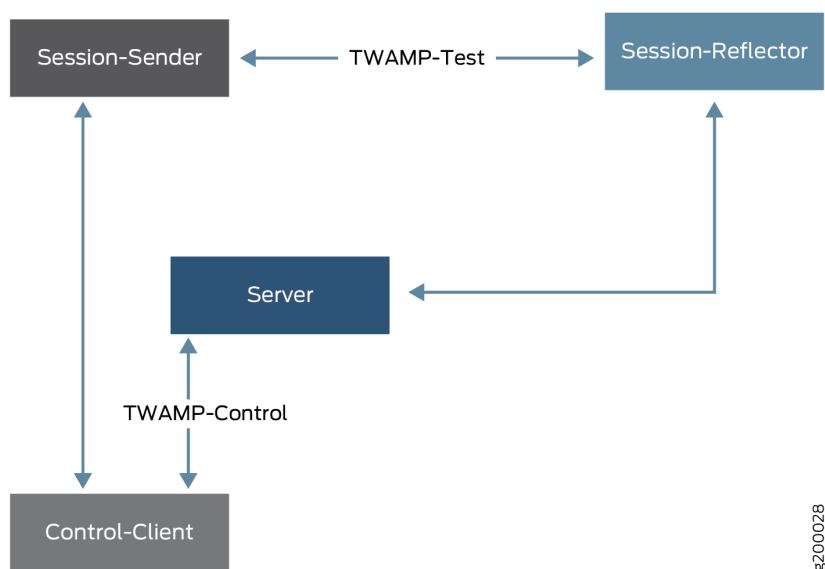 Session-Sender
TWAMP-Test
Session-Reflector
Server
TWAMP-Control
Control-Client
g200028